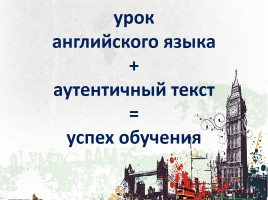 урок
английского языка
+
аутентичный текст
=
успех обучения